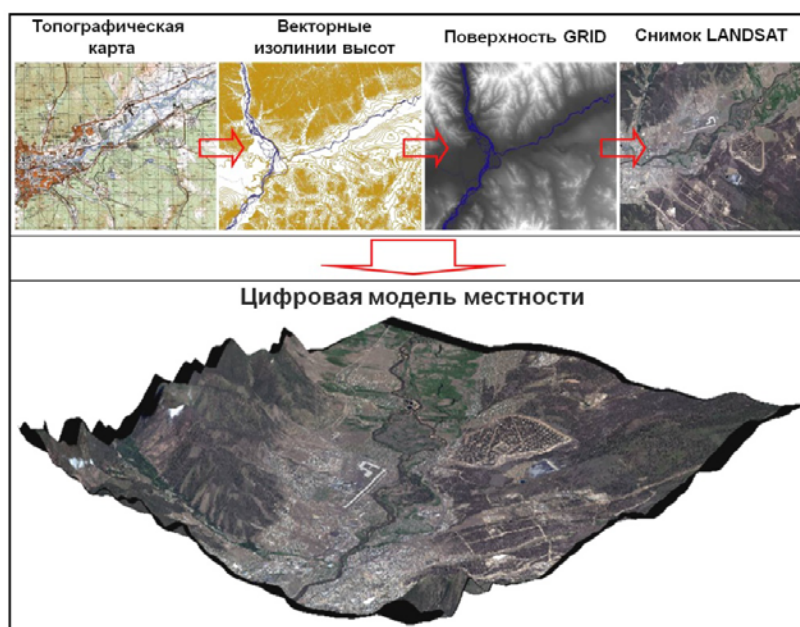 Топографическая
карта
Векторные
изолинии высот
Поверхность GRID
Снимок LANDSAT
Цифровая модель местности